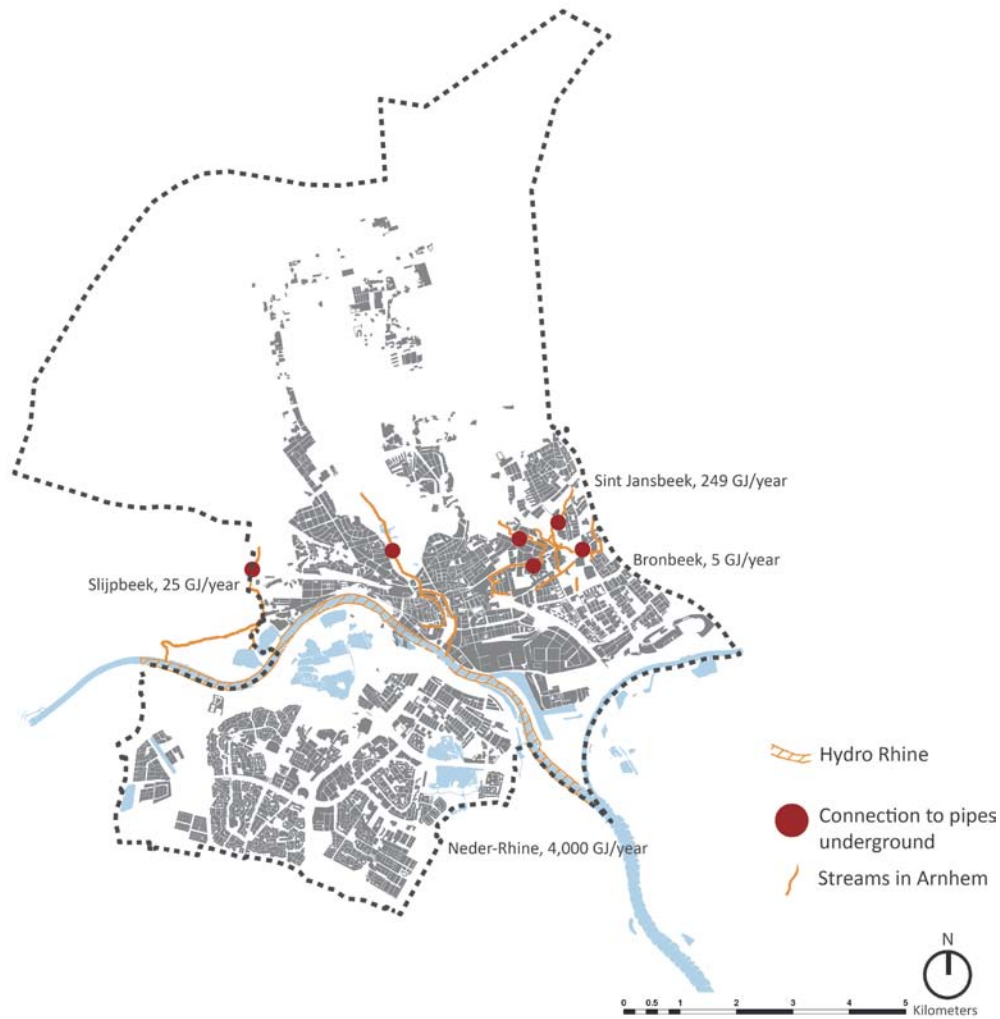 Sint Jansbeek, 249 GJ/year
Bronbeek, 5 GJ/year
Slijpbeek, 25 GJ/year
Hydro Rhine
Connection to pipes
underground
Neder-Rhine, 4,000 GJ/year
Streams in Arnhem
N
0 0.5 1 2 3 4 5
Kilometers